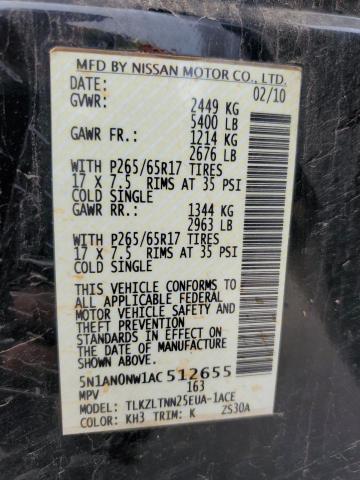 MFD BY NISSAN MOTOR CO., LTD.
DATE: 02/10
GVWR: 2449 KG
5400 LB
GAWR FR.: 1214 KG
2676 LB
WITH P265/65R17 TIRES
17 X 7.5 RIMS AT 35 PSI
COLD SINGLE
GAWR RR.: 1344 KG
2963 LB
WITH P265/65R17 TIRES
17 X 7.5 RIMS AT 35 PSI
COLD SINGLE
THIS VEHICLE CONFORMS TO
ALL APPLICABLE FEDERAL
MOTOR VEHICLE SAFETY AND
THEFT PREVENTION
STANDARDS IN EFFECT ON
THE DATE OF MANUFACTURE
SHOWN ABOVE.
5N1AN0NW1AC512655
MPV 163
MODEL: TLKZLTNN25EUA-1ACE
COLOR: KH3 TRIM: K ZS30A